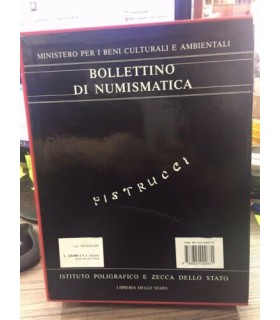 MINISTERO PER I BENI CULTURALI E AMBIENTALI
BOLLETTINO
DI NUMISMATICA
PISTRUCCI
ISTITUTO POLIGRAFICO E ZECCA DELLO STATO
LIBRERIA DELLO STATO